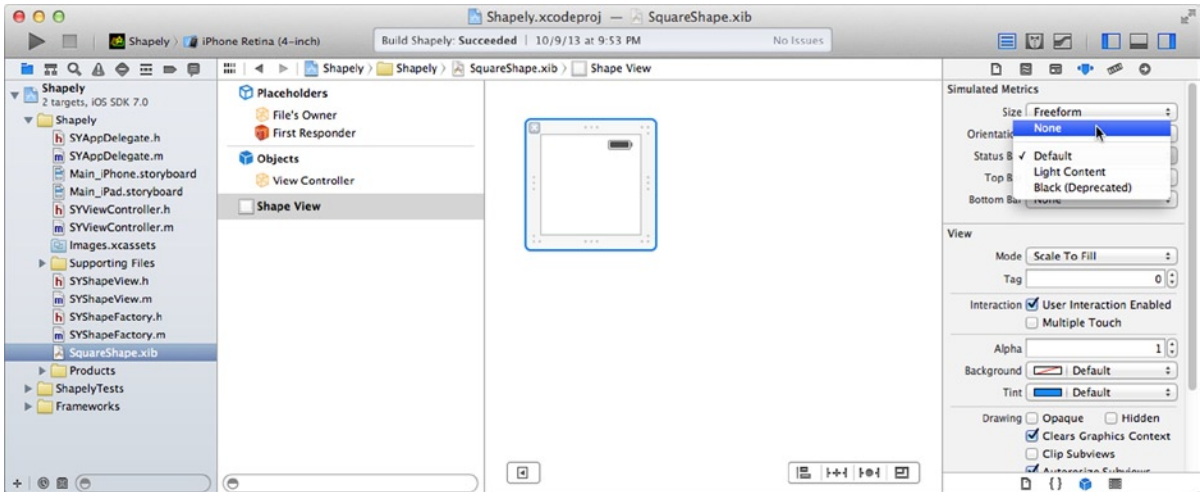 Shapely.xcodeproj — SquareShape.xib
Shapely
iPhone Retina (4-inch)
Build Shapely: Succeeded | 10/9/13 at 9:53 PM
No Issues
Shapely
2 targets, iOS SDK 7.0
Shapely
h SYAppDelegate.h
m SYAppDelegate.m
Main_iPhone.storyboard
Main_iPad.storyboard
h SYViewController.h
m SYViewController.m
Images.xcassets
Supporting Files
h SYShapeView.h
m SYShapeView.m
h SYShapeFactory.h
m SYShapeFactory.m
SquareShape.xib
Products
ShapelyTests
Frameworks
Shapely
Shapely
SquareShape.xib
Shape View
Placeholders
File's Owner
First Responder
Objects
View Controller
Shape View
Simulated Metrics
Size Freeform
None
Status B ✓ Default
Light Content
Black (Deprecated)
Bottom Bar None
View
Mode Scale To Fill
Tag 0
Interaction User Interaction Enabled
Multiple Touch
Alpha 1
Background Default
Tint Default
Drawing Opaque Hidden
Clears Graphics Context
Clip Subviews
Autoresize Subviews